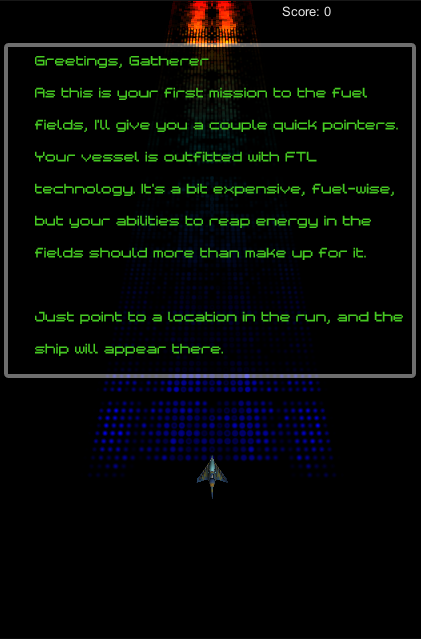 Score: 0
Greetings, Gatherer
As this is your first mission to the fuel
fields, I'll give you a couple quick pointers.
Your vessel is outfitted with FTL
technology. It's a bit expensive, fuel-wise,
but your abilities to reap energy in the
fields should more than make up for it.
Just point to a location in the run, and the
ship will appear there.